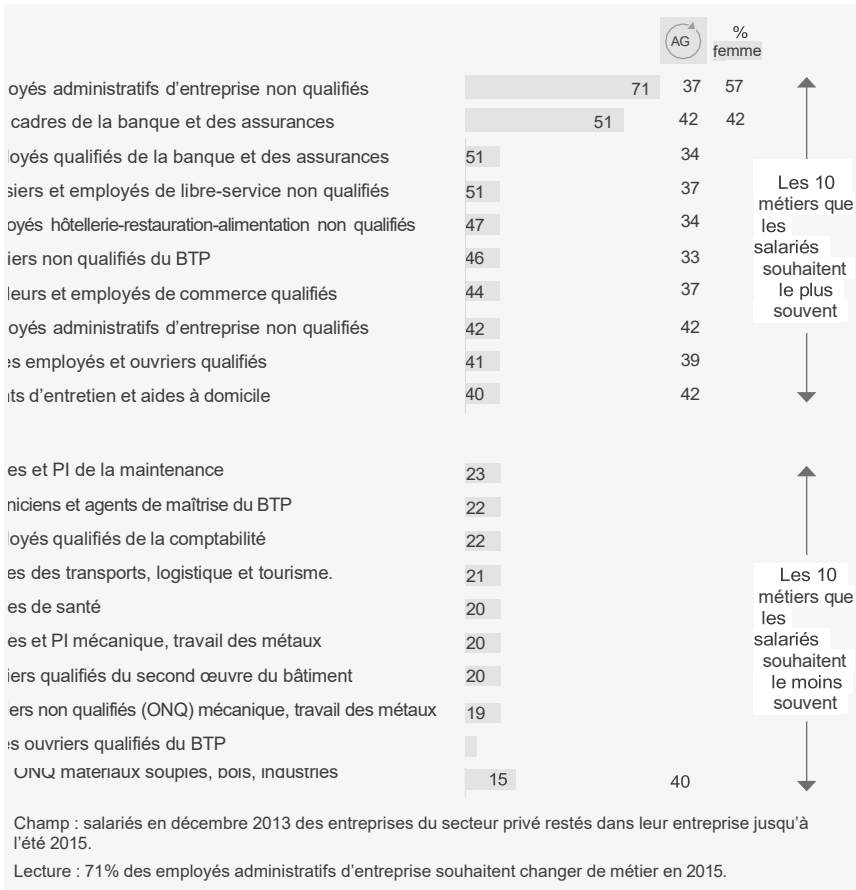 AG % femme
oyés administratifs d’entreprise non qualifiés 71 37 57
cadres de la banque et des assurances 51 42 42
loyés qualifiés de la banque et des assurances 51 34
siers et employés de libre-service non qualifiés 51 37
oyés hôtellerie-restauration-alimentation non qualifiés 47 34
iers non qualifiés du BTP 46 33
leurs et employés de commerce qualifiés 44 37
oyés administratifs d’entreprise non qualifiés 42 42
es employés et ouvriers qualifiés 41 39
nts d’entretien et aides à domicile 40 42
Les 10
métiers que
les
salariés
souhaitent
le plus
souvent
es et PI de la maintenance 23
niciens et agents de maîtrise du BTP 22
loyés qualifiés de la comptabilité 22
es des transports, logistique et tourisme. 21
es de santé 20
es et PI mécanique, travail des métaux 20
iers qualifiés du second œuvre du bâtiment 20
ers non qualifiés (ONQ) mécanique, travail des métaux 19
s ouvriers qualifiés du BTP
ONQ matériaux souples, bois, industries 15 40
Les 10
métiers que
les
salariés
souhaitent
le moins
souvent
Champ : salariés en décembre 2013 des entreprises du secteur privé restés dans leur entreprise jusqu’à
l’été 2015.
Lecture : 71% des employés administratifs d’entreprise souhaitent changer de métier en 2015.